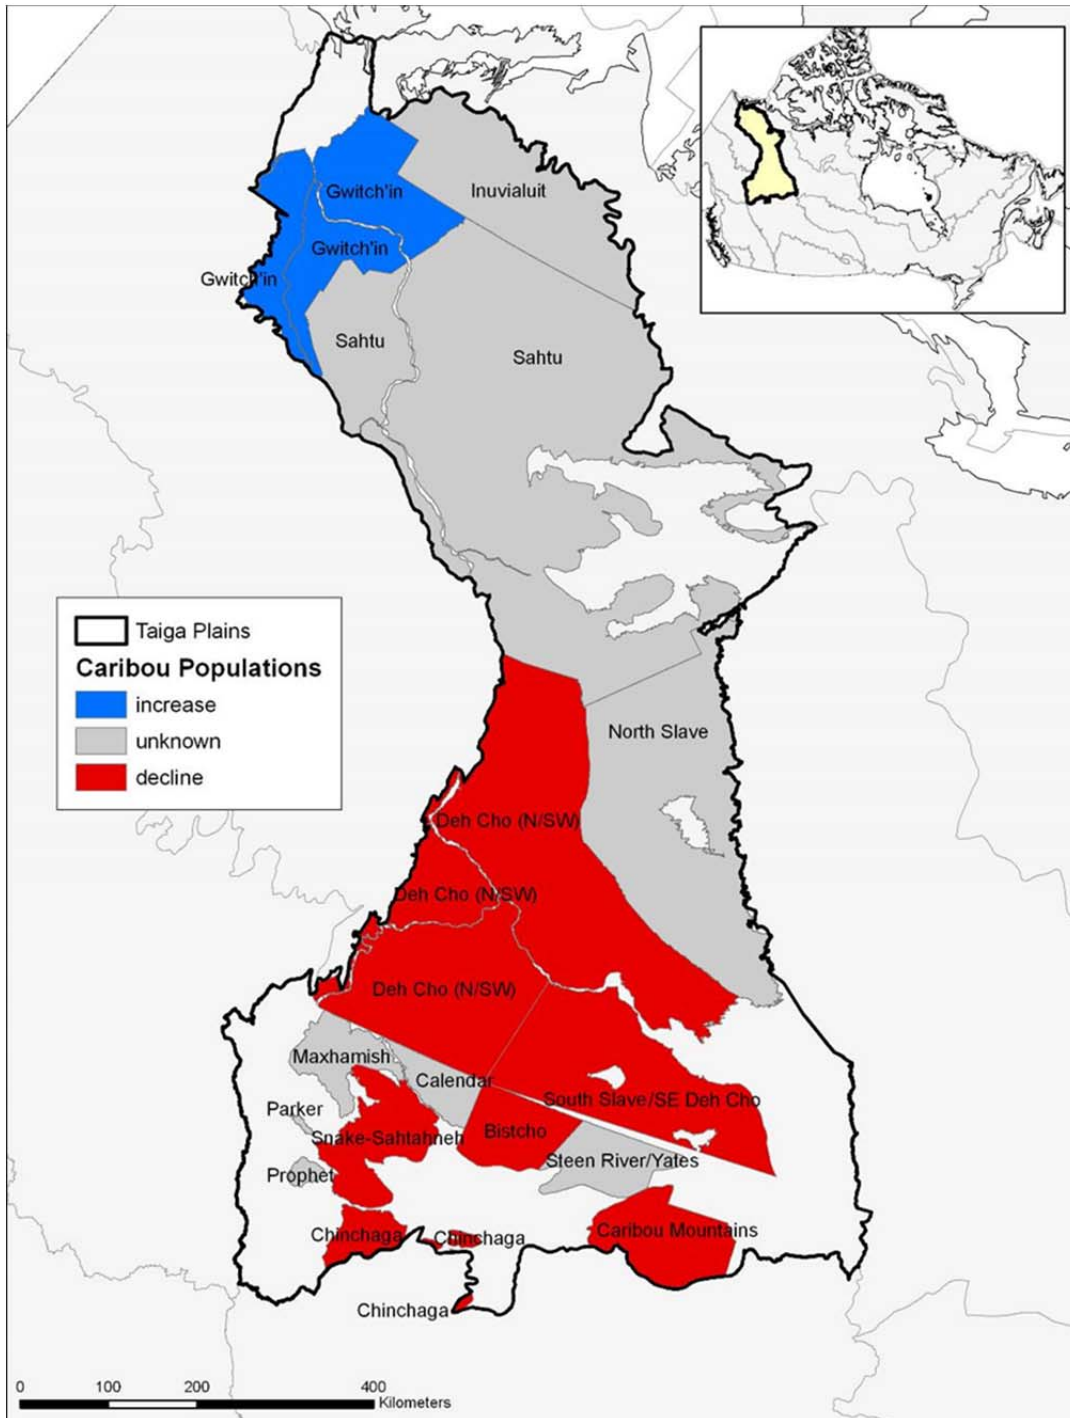 Gwitch'in
Inuvialuit
Gwitch'in
Gwitch'in
Sahtu
Sahtu
Taiga Plains
Caribou Populations
increase
unknown
decline
North Slave
Deh Cho (N/SW)
Deh Cho (N/SW)
Deh Cho (N/SW)
Maxhamish
Calendar
South Slave/SE Deh Cho
Parker
Snake-Sahtahneh
Bistcho
Steen River/Yates
Prophet
Chinchaga
Chinchaga
Caribou Mountains
Chinchaga
0 100 200 400
Kilometers